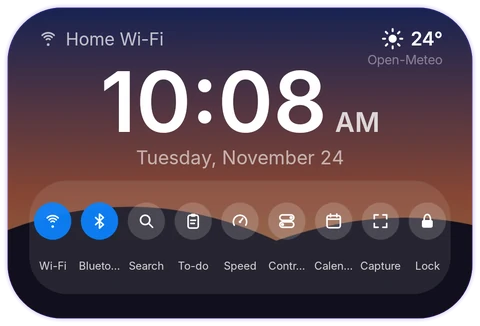 Home Wi-Fi
24°
Open-Meteo
10:08 AM
Tuesday, November 24
Wi-Fi Blueto... Search To-do Speed Contr... Calen... Capture Lock